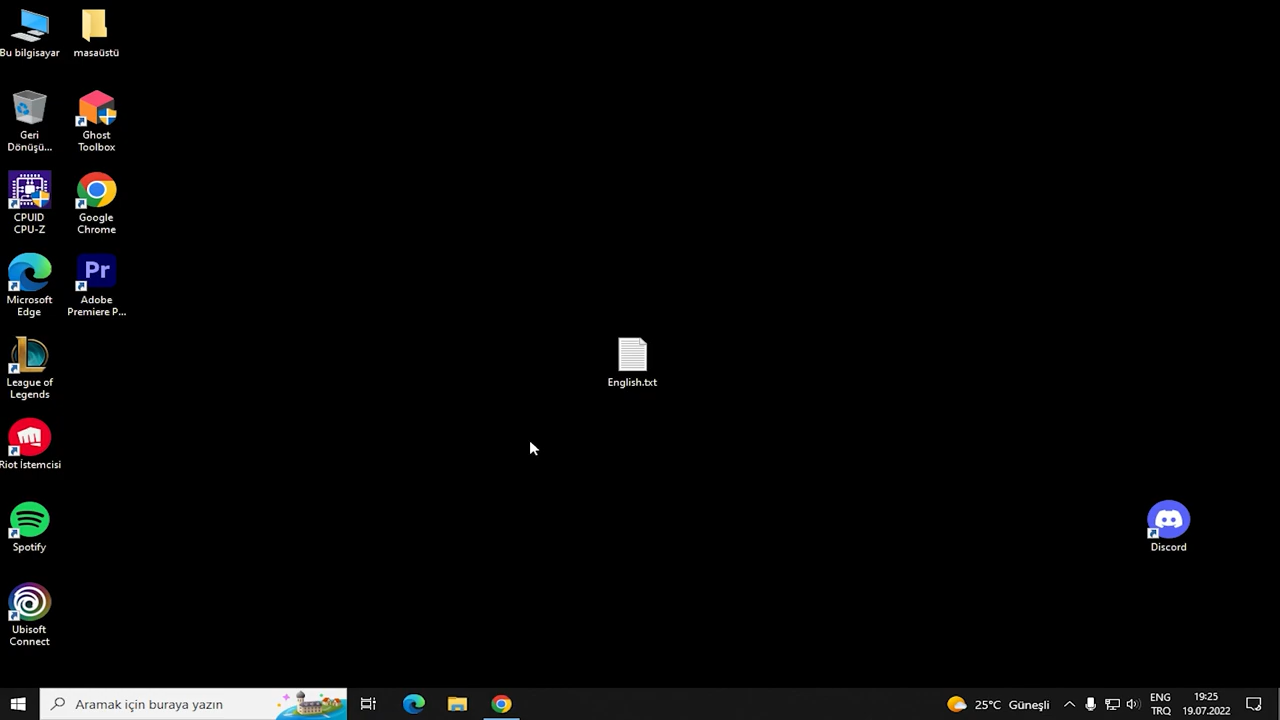 Bu bilgisayar
masaüstü
Geri
Dönüşü...
Ghost
Toolbox
CPUID
CPU-Z
Google
Chrome
Microsoft
Edge
Pr
Adobe
Premiere P...
League of
Legends
English.txt
Riot İstemcisi
Spotify
Discord
Ubisoft
Connect
Aramak için buraya yazın
25°C Güneşli
ENG
TRQ
19:25
19.07.2022